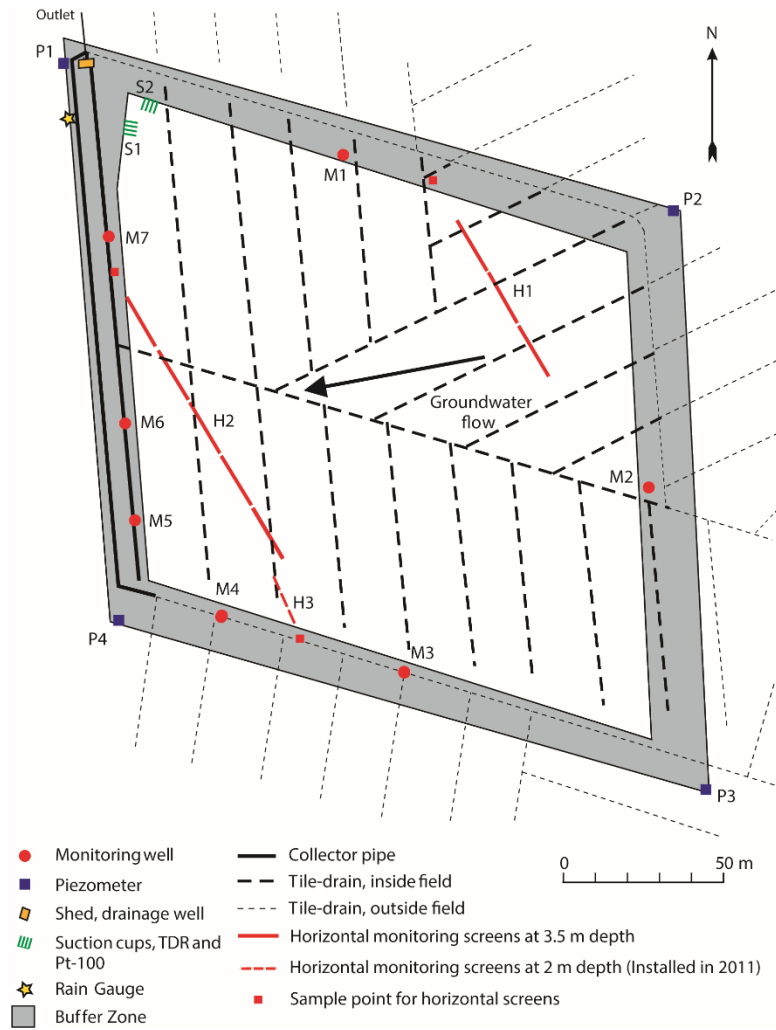 Outlet
N
P1
S2
S1
M1
P2
M7
H1
Groundwater
flow
H2
M6
M2
M5
M4
H3
P4
M3
P3
Monitoring well
Piezometer
Shed, drainage well
Suction cups, TDR and
Pt-100
Rain Gauge
Buffer Zone
Collector pipe
Tile-drain, inside field
Tile-drain, outside field
Horizontal monitoring screens at 3.5 m depth
Horizontal monitoring screens at 2 m depth (Installed in 2011)
Sample point for horizontal screens
0 50 m